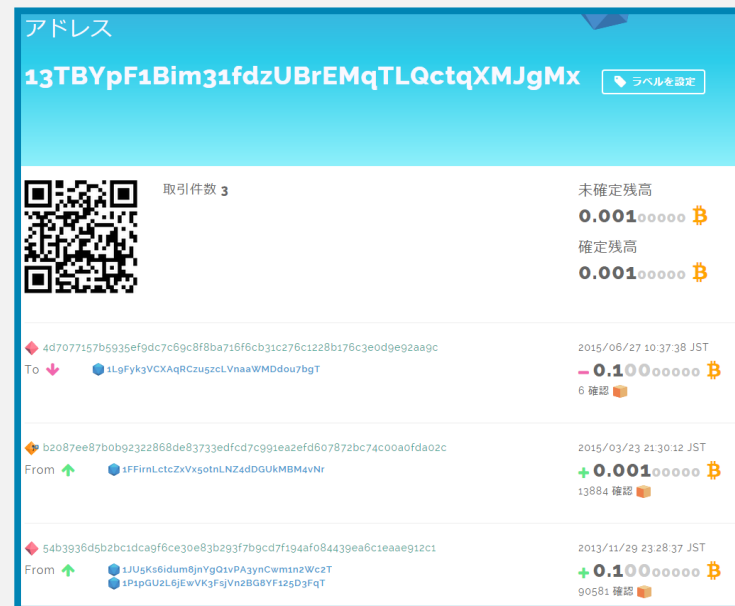 アドレス
13TBYpF1Bim31fdzUBrEMqTLQctqXMJgMx ラベルを設定
取引件数 3
未確定残高
0.00100000
確定残高
0.00100000
4d7077157b5935ef9dc7c69c8f8ba716f6cb31c276c1228b176c3e0d9e92aa9c 2015/06/27 10:37:38 JST
To 1L9Fyk3VCXAqRCzu5zcLVnaaWMDdou7bgT -0.10000000
6 確認
b2087ee87b0b92322868de83733edfcd7c991ea2efd607872bc74c00a0fda02c 2015/03/23 21:30:12 JST
From 1FFirnLctcZxVx5otnLNZ4dDGUkMBM4vNr +0.00100000
13884 確認
54b3936d5b2bc1dca9f6ce30e83b293f7b9cd7f194af084439ea6c1eaae912c1 2013/11/29 23:28:37 JST
From 1JU5Ks6idum8jnYgQ1vPA3ynCwm1n2Wc2T +0.10000000
1P1pGU2L6jEwVK3FsjVn2BG8YF125D3FqT
90581 確認